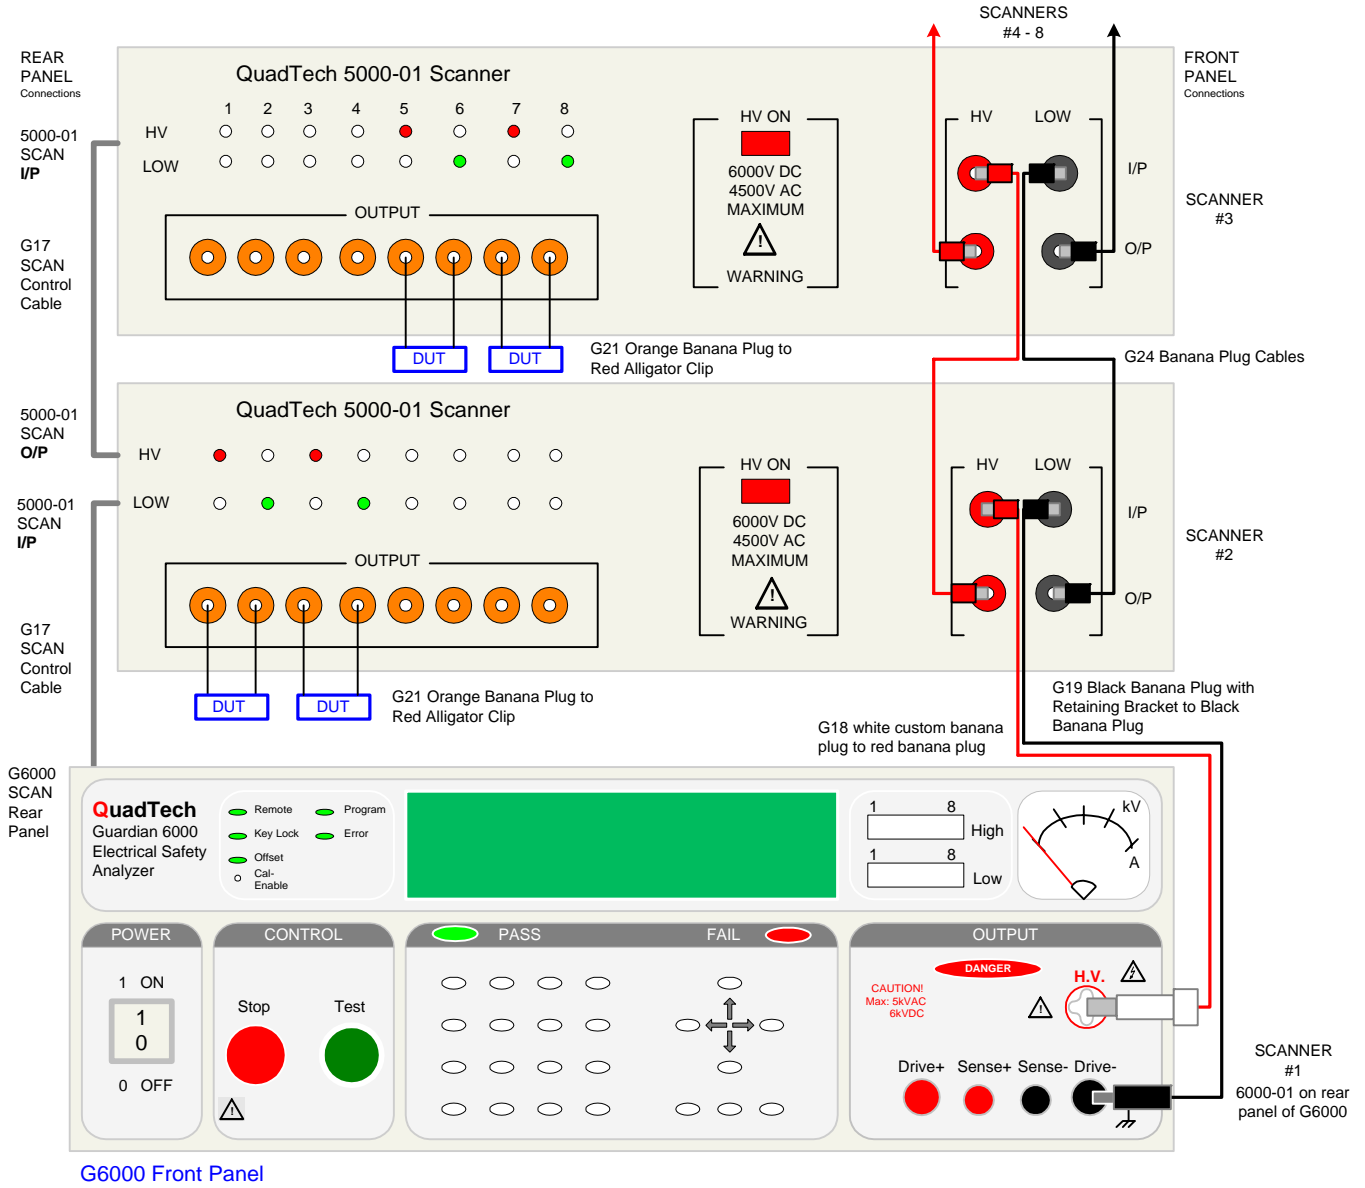 SCANNERS
#4 - 8
REAR
PANEL
Connections
FRONT
PANEL
Connections
QuadTech 5000-01 Scanner
1 2 3 4 5 6 7 8
HV
LOW
5000-01
SCAN
I/P
G17
SCAN
Control
Cable
OUTPUT
HV ON
6000V DC
4500V AC
MAXIMUM
!
WARNING
HV LOW
I/P
O/P
SCANNER
#3
DUT
DUT
G21 Orange Banana Plug to
Red Alligator Clip
G24 Banana Plug Cables
5000-01
SCAN
O/P
QuadTech 5000-01 Scanner
HV
LOW
5000-01
SCAN
I/P
G17
SCAN
Control
Cable
OUTPUT
HV ON
6000V DC
4500V AC
MAXIMUM
!
WARNING
HV LOW
I/P
O/P
SCANNER
#2
DUT
DUT
G21 Orange Banana Plug to
Red Alligator Clip
G19 Black Banana Plug with
Retaining Bracket to Black
Banana Plug
G18 white custom banana
plug to red banana plug
G6000
SCAN
Rear
Panel
QuadTech
Guardian 6000
Electrical Safety
Analyzer
Remote
Program
Key Lock
Error
Offset
Cal-
Enable
1 8
High
1 8
Low
kV
A
POWER
1 ON
1
0
0 OFF
CONTROL
Stop
Test
!
PASS
FAIL
OUTPUT
DANGER
CAUTION!
Max: 5kVAC
6kVDC
H.V.
!
Drive+ Sense+ Sense- Drive-
SCANNER
#1
6000-01 on rear
panel of G6000
G6000 Front Panel